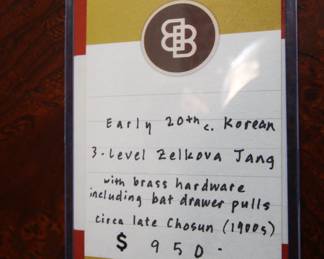 Early 20th c. Korean
3-Level Zelkova Jang
with brass hardware
including bat drawer pulls
circa late Chosun (1900s)
$ 950-